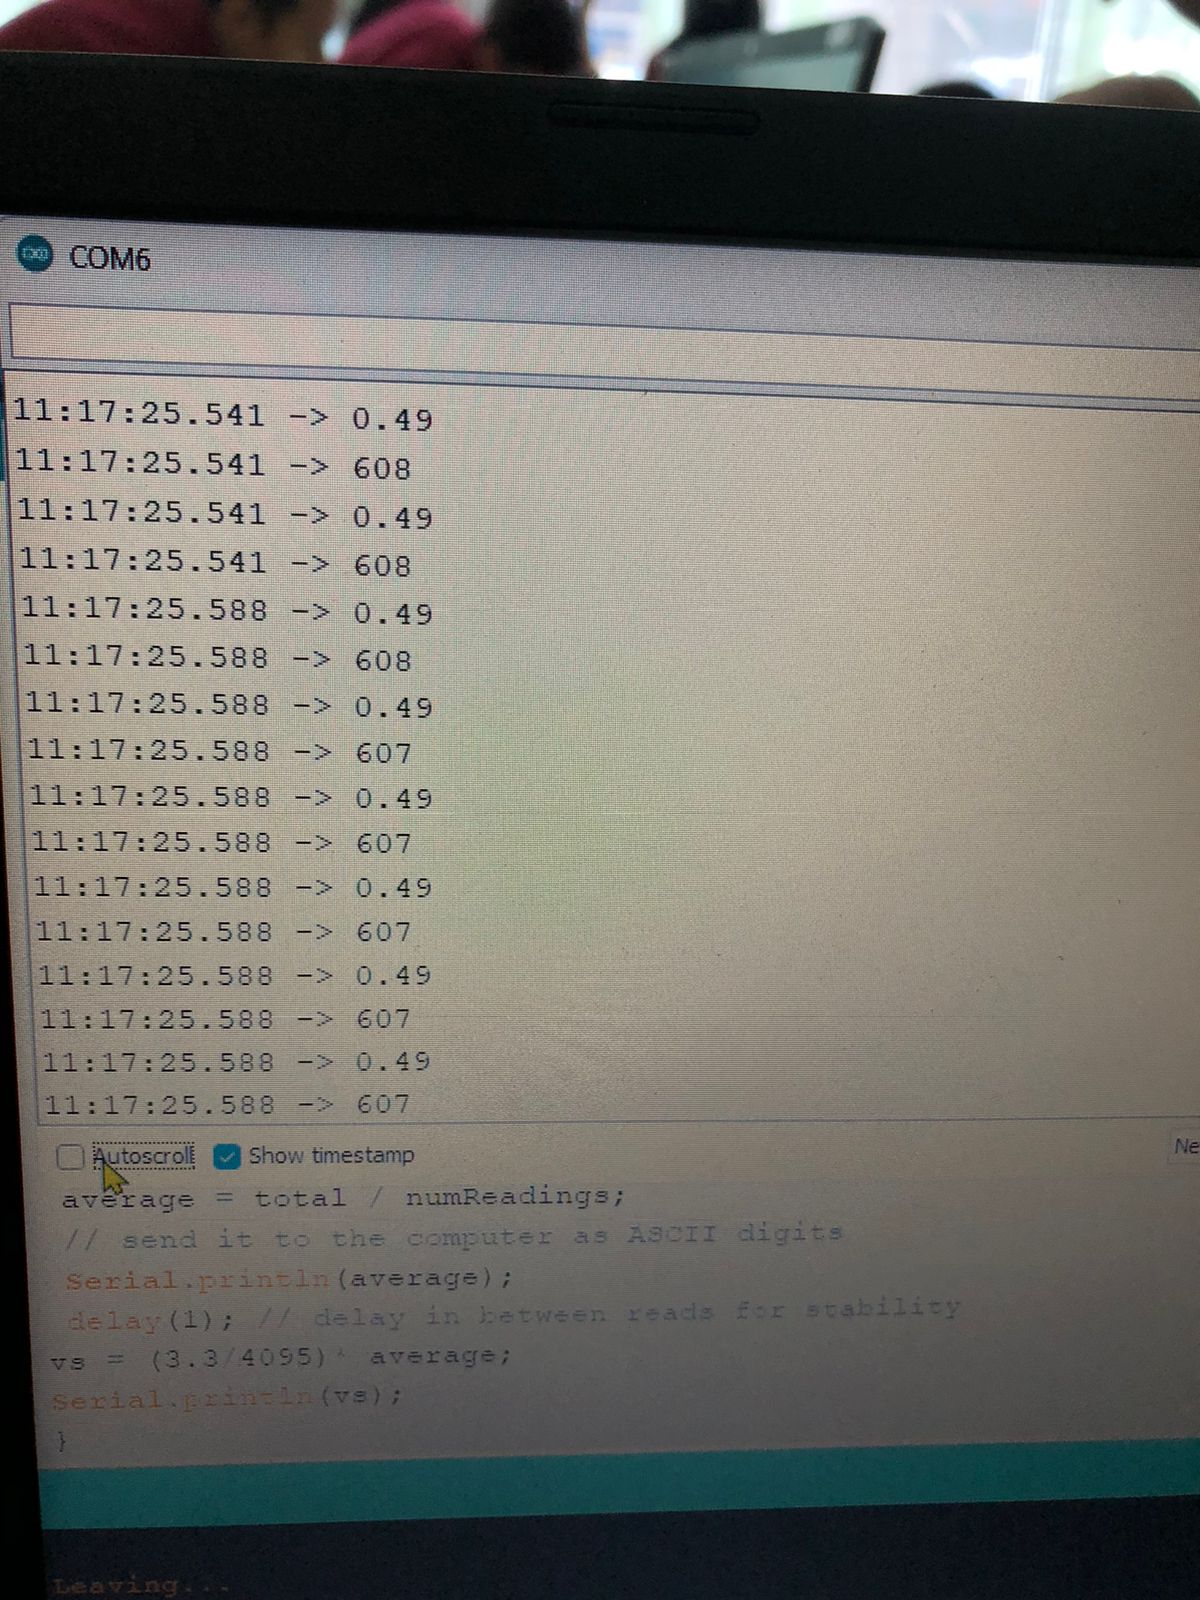 COM6
11:17:25.541 -> 0.49
11:17:25.541 -> 608
11:17:25.541 -> 0.49
11:17:25.541 -> 608
11:17:25.588 -> 0.49
11:17:25.588 -> 608
11:17:25.588 -> 0.49
11:17:25.588 -> 607
11:17:25.588 -> 0.49
11:17:25.588 -> 607
11:17:25.588 -> 0.49
11:17:25.588 -> 607
11:17:25.588 -> 0.49
11:17:25.588 -> 607
11:17:25.588 -> 0.49
11:17:25.588 -> 607
Autoscroll Show timestamp Ne
average = total / numReadings;
// send it to the computer as ASCII digits
Serial.println(average);
delay(1); // delay in between reads for stability
vs = (3.3/4095)* average;
Serial.println(vs);
}
Leaving...